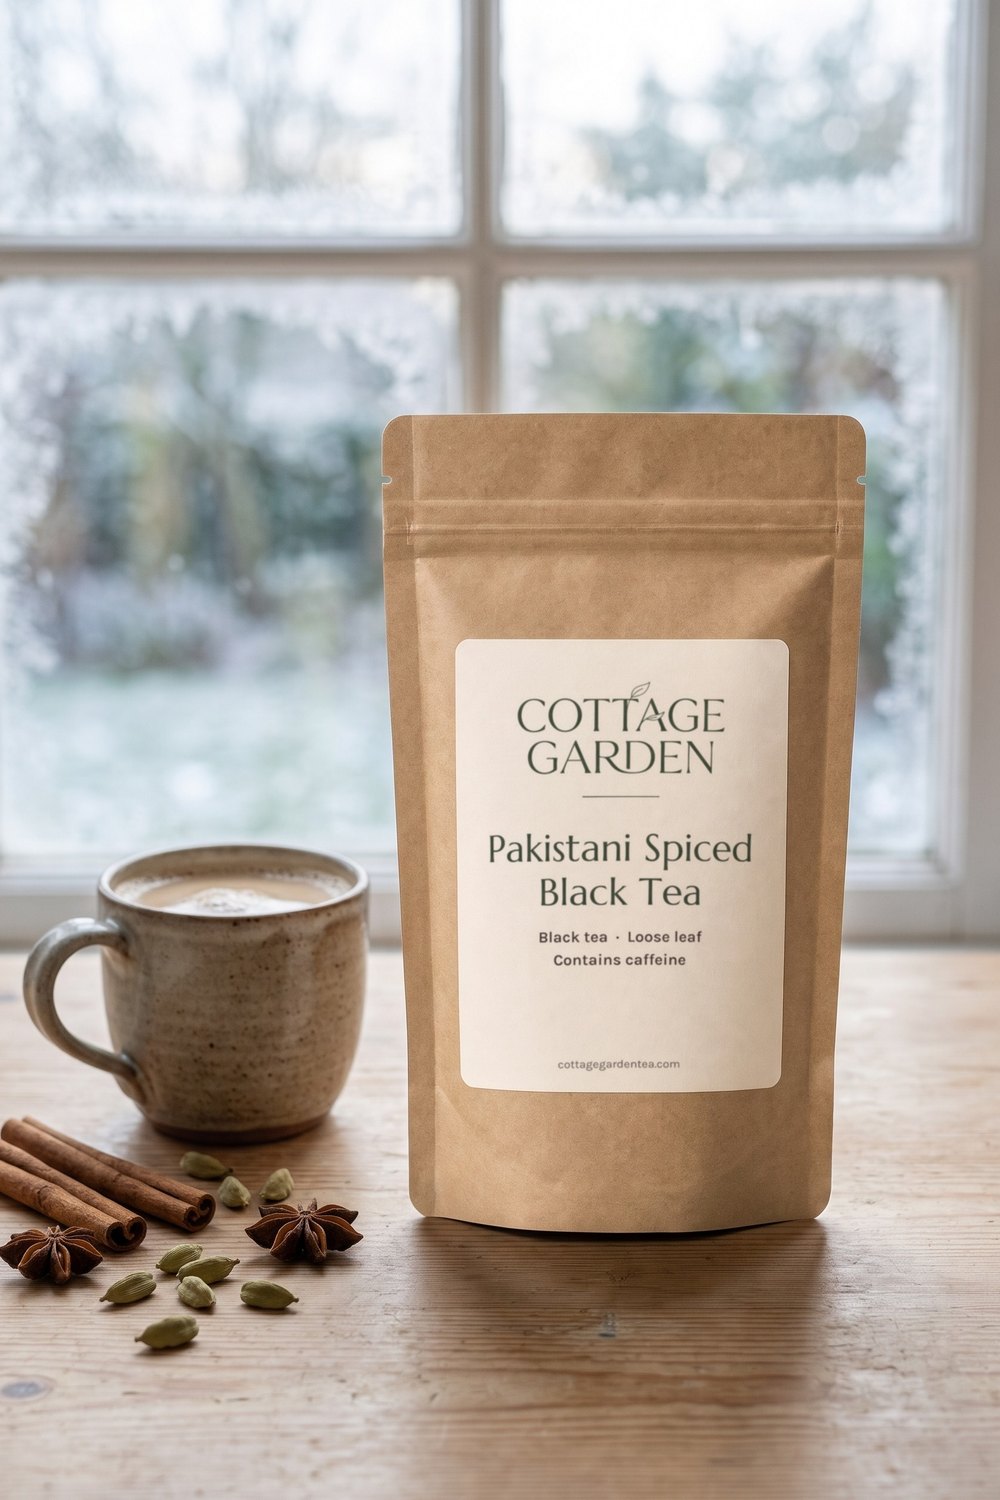 COTTAGE
GARDEN
Pakistani Spiced
Black Tea
Black tea · Loose leaf
Contains caffeine
cottagegardentea.com